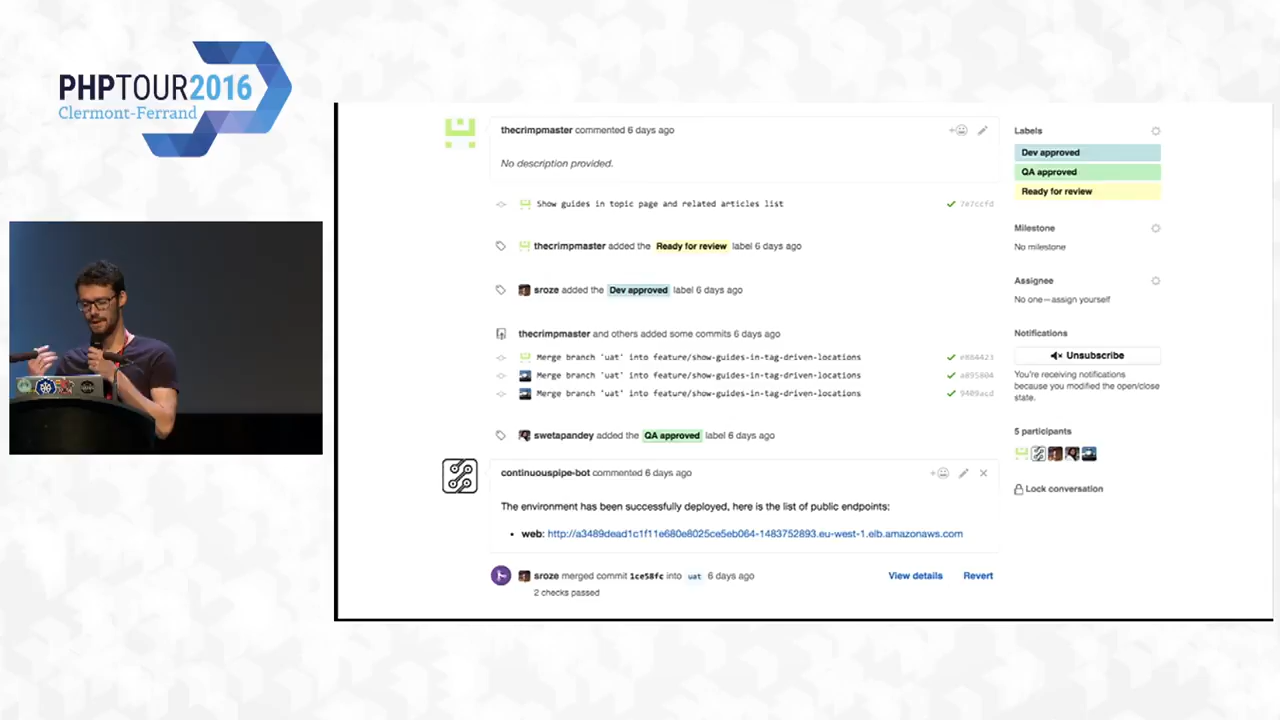 PHPTOUR2016
Clermont-Ferrand
thecrimpmaster commented 6 days ago
No description provided.
Show guides in topic page and related articles list
7e7ccfd
thecrimpmaster added the Ready for review label 6 days ago
sroze added the Dev approved label 6 days ago
thecrimpmaster and others added some commits 6 days ago
Merge branch 'uat' into feature/show-guides-in-tag-driven-locations
Merge branch 'uat' into feature/show-guides-in-tag-driven-locations
a895804
Merge branch 'uat' into feature/show-guides-in-tag-driven-locations
9409acd
swetapandey added the QA approved label 6 days ago
continuouspipe-bot commented 6 days ago
The environment has been successfully deployed, here is the list of public endpoints:
• web: http://a3489dead1c1f11e680e8025ce5eb064-1483752893.eu-west-1.elb.amazonaws.com
sroze merged commit 1ce58fc into uat 6 days ago
View details
Revert
2 checks passed
Labels
Dev approved
QA approved
Ready for review
Milestone
No milestone
Assignee
No one—assign yourself
Notifications
Unsubscribe
You're receiving notifications
because you modified the open/close
state.
5 participants
Lock conversation